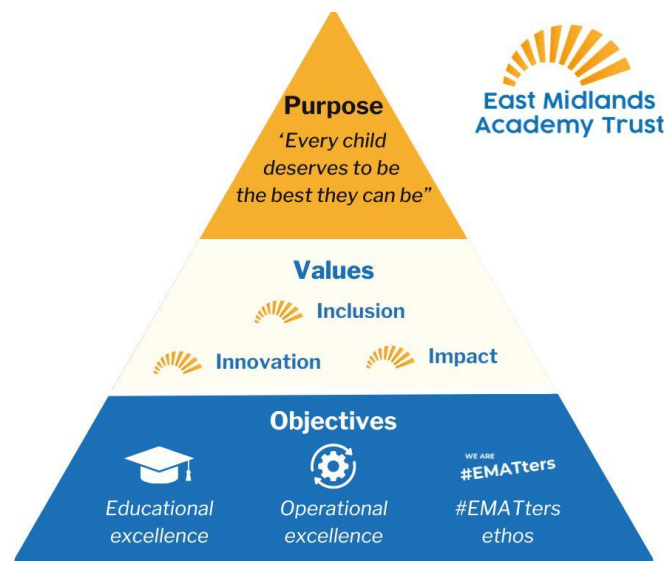 East Midlands
Academy Trust
Purpose
‘Every child
deserves to be
the best they can be”
Values
Inclusion
Innovation
Impact
Objectives
WE ARE
#EMATters
Educational
excellence
Operational
excellence
#EMATters
ethos